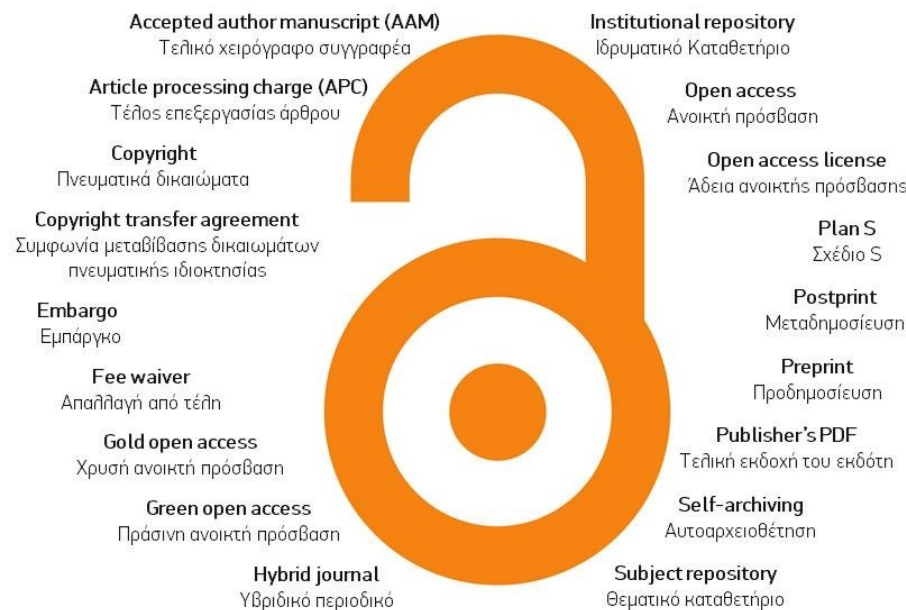 Accepted author manuscript (AAM)
Τελικό χειρόγραφο συγγραφέα
Article processing charge (APC)
Τέλος επεξεργασίας άρθρου
Copyright
Πνευματικά δικαιώματα
Copyright transfer agreement
Συμφωνία μεταβίβασης δικαιωμάτων
πνευματικής ιδιοκτησίας
Embargo
Εμπάργκο
Fee waiver
Απαλλαγή από τέλη
Gold open access
Χρυσή ανοικτή πρόσβαση
Green open access
Πράσινη ανοικτή πρόσβαση
Hybrid journal
Υβριδικό περιοδικό
Institutional repository
Ιδρυματικό Καταθετήριο
Open access
Ανοικτή πρόσβαση
Open access license
Άδεια ανοικτής πρόσβασης
Plan S
Σχέδιο S
Postprint
Μεταδημοσίευση
Preprint
Προδημοσίευση
Publisher's PDF
Τελική εκδοχή του εκδότη
Self-archiving
Αυτοαρχειοθέτηση
Subject repository
Θεματικό καταθετήριο